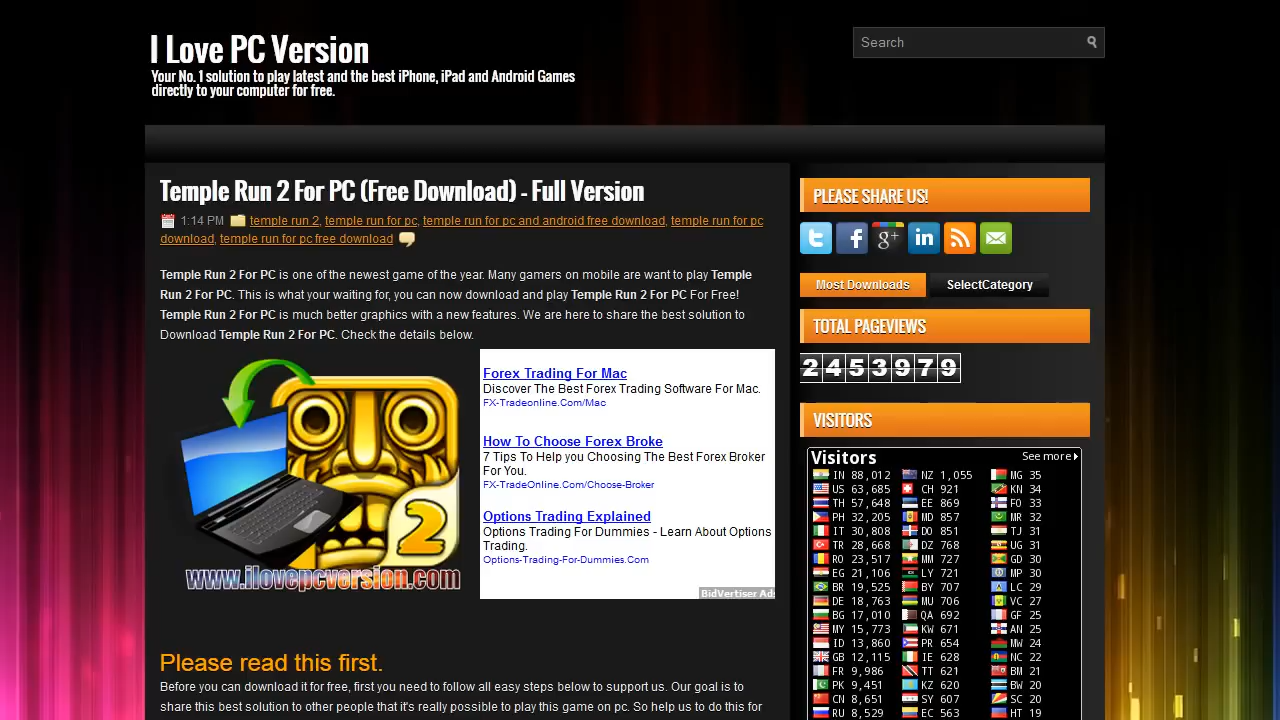 I Love PC Version
Your No. 1 solution to play latest and the best iPhone, iPad and Android Games
directly to your computer for free.
Search
Temple Run 2 For PC (Free Download) - Full Version
1:14 PM temple run 2, temple run for pc, temple run for pc and android free download, temple run for pc
download, temple run for pc free download
Temple Run 2 For PC is one of the newest game of the year. Many gamers on mobile are want to play Temple
Run 2 For PC. This is what your waiting for, you can now download and play Temple Run 2 For PC For Free!
Temple Run 2 For PC is much better graphics with a new features. We are here to share the best solution to
Download Temple Run 2 For PC. Check the details below.
2
www.ilovepcversion.com
Forex Trading For Mac
Discover The Best Forex Trading Software For Mac.
FX-Tradeonline.Com/Mac
How To Choose Forex Broke
7 Tips To Help you Choosing The Best Forex Broker
For You.
FX-TradeOnline.Com/Choose-Broker
Options Trading Explained
Options Trading For Dummies - Learn About Options
Trading.
Options-Trading-For-Dummies.Com
BidVertiser Ads
Please read this first.
Before you can download it for free, first you need to follow all easy steps below to support us. Our goal is to
share this best solution to other people that it's really possible to play this game on pc. So help us to do this for
PLEASE SHARE US!
g+ in
Most Downloads SelectCategory
TOTAL PAGEVIEWS
2453979
VISITORS
Visitors See more
IN 88,012 NZ 1,055 MG 35
US 63,685 CH 921 KN 34
TH 57,648 EE 869 FO 33
PH 32,205 MD 857 MR 32
IT 30,808 DO 851 TJ 31
TR 28,668 DZ 768 UG 31
RO 23,517 MM 727 GD 30
EG 21,106 LY 721 MP 30
BR 19,525 BY 707 LC 29
DE 18,763 MU 706 VC 27
BG 17,010 QA 692 GF 25
MY 15,773 KW 671 AN 25
ID 13,860 PR 654 MW 24
GB 12,115 IE 628 NC 22
FR 9,986 TT 621 BM 21
PK 9,451 KZ 620 BW 20
CN 8,651 SY 607 SC 20
RU 8,529 EC 563 HT 19